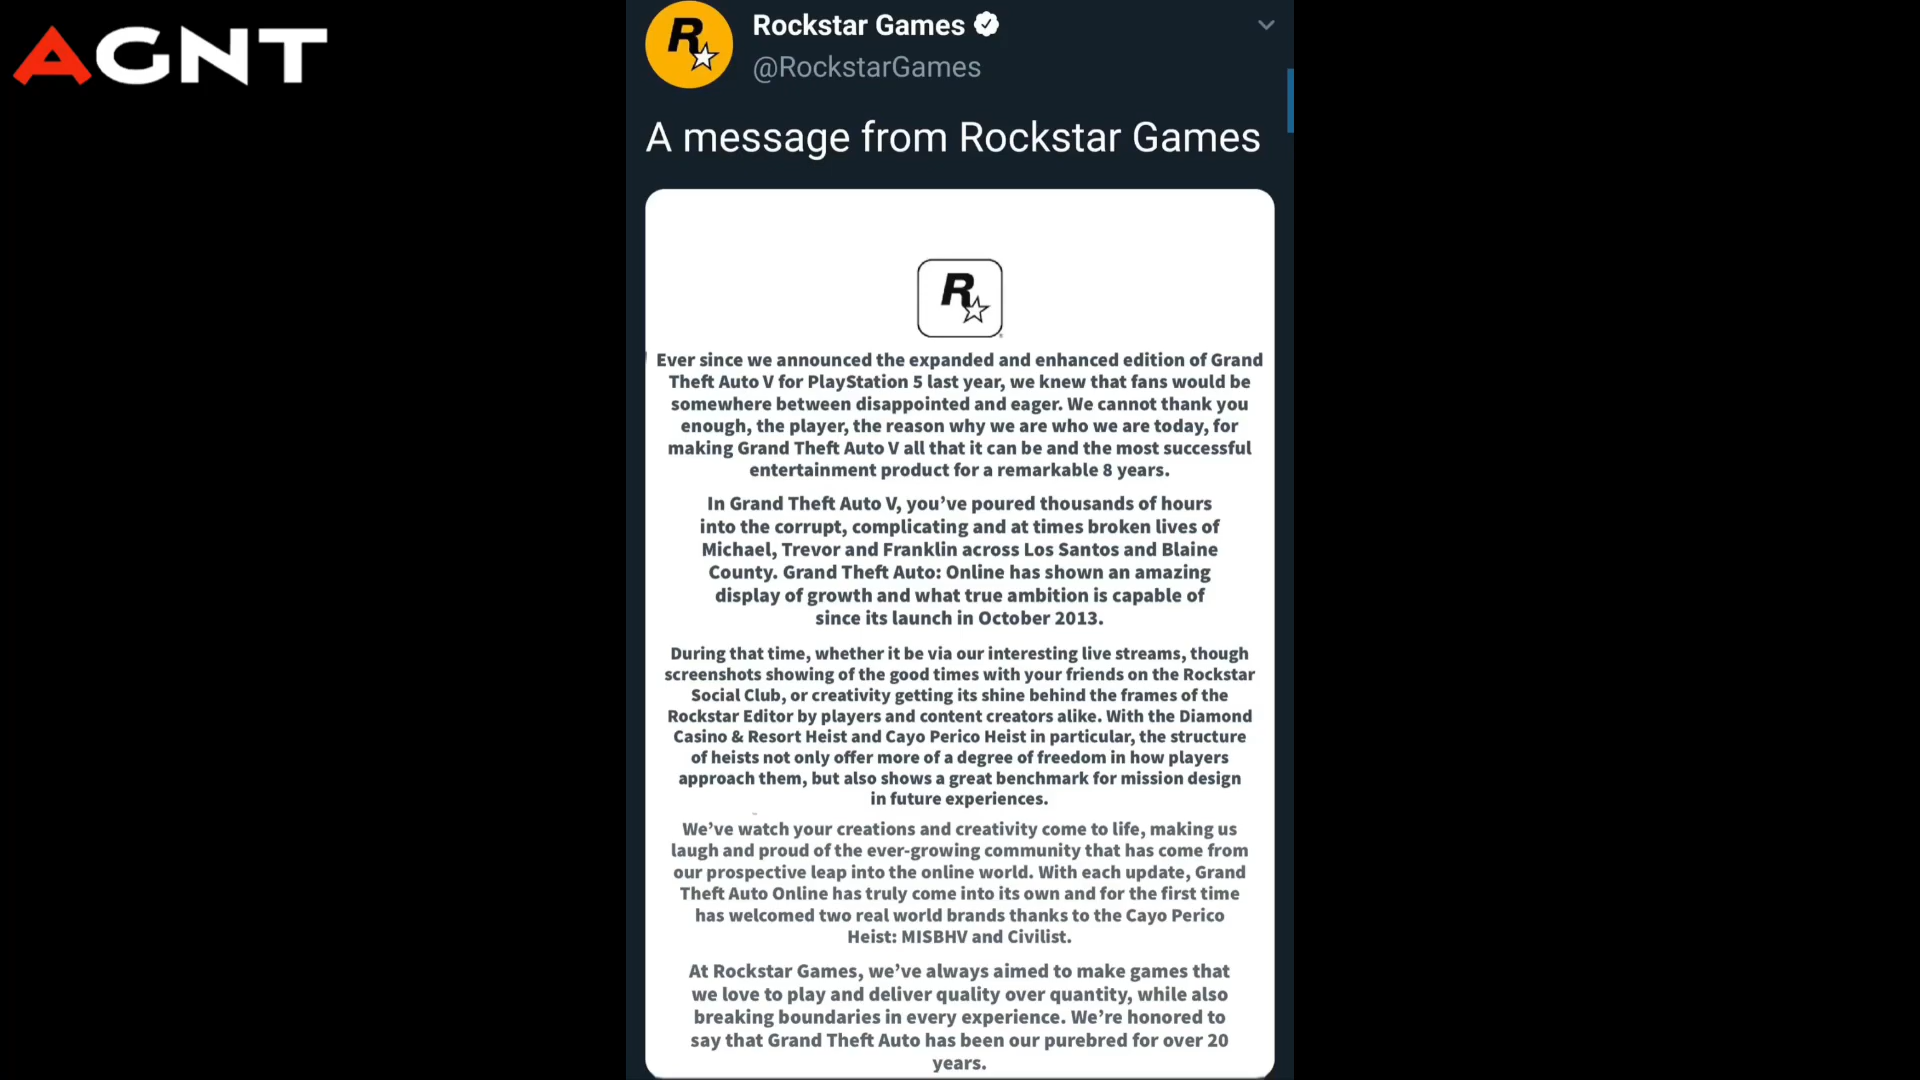 AGNT
Rockstar Games
@RockstarGames
A message from Rockstar Games
R
R
Ever since we announced the expanded and enhanced edition of Grand
Theft Auto V for PlayStation 5 last year, we knew that fans would be
somewhere between disappointed and eager. We cannot thank you
enough, the player, the reason why we are who we are today, for
making Grand Theft Auto V all that it can be and the most successful
entertainment product for a remarkable 8 years.
In Grand Theft Auto V, you’ve poured thousands of hours
into the corrupt, complicating and at times broken lives of
Michael, Trevor and Franklin across Los Santos and Blaine
County. Grand Theft Auto: Online has shown an amazing
display of growth and what true ambition is capable of
since its launch in October 2013.
During that time, whether it be via our interesting live streams, though
screenshots showing of the good times with your friends on the Rockstar
Social Club, or creativity getting its shine behind the frames of the
Rockstar Editor by players and content creators alike. With the Diamond
Casino & Resort Heist and Cayo Perico Heist in particular, the structure
of heists not only offer more of a degree of freedom in how players
approach them, but also shows a great benchmark for mission design
in future experiences.
We’ve watch your creations and creativity come to life, making us
laugh and proud of the ever-growing community that has come from
our prospective leap into the online world. With each update, Grand
Theft Auto Online has truly come into its own and for the first time
has welcomed two real world brands thanks to the Cayo Perico
Heist: MISBHV and Civilist.
At Rockstar Games, we’ve always aimed to make games that
we love to play and deliver quality over quantity, while also
breaking boundaries in every experience. We’re honored to
say that Grand Theft Auto has been our purebred for over 20
years.